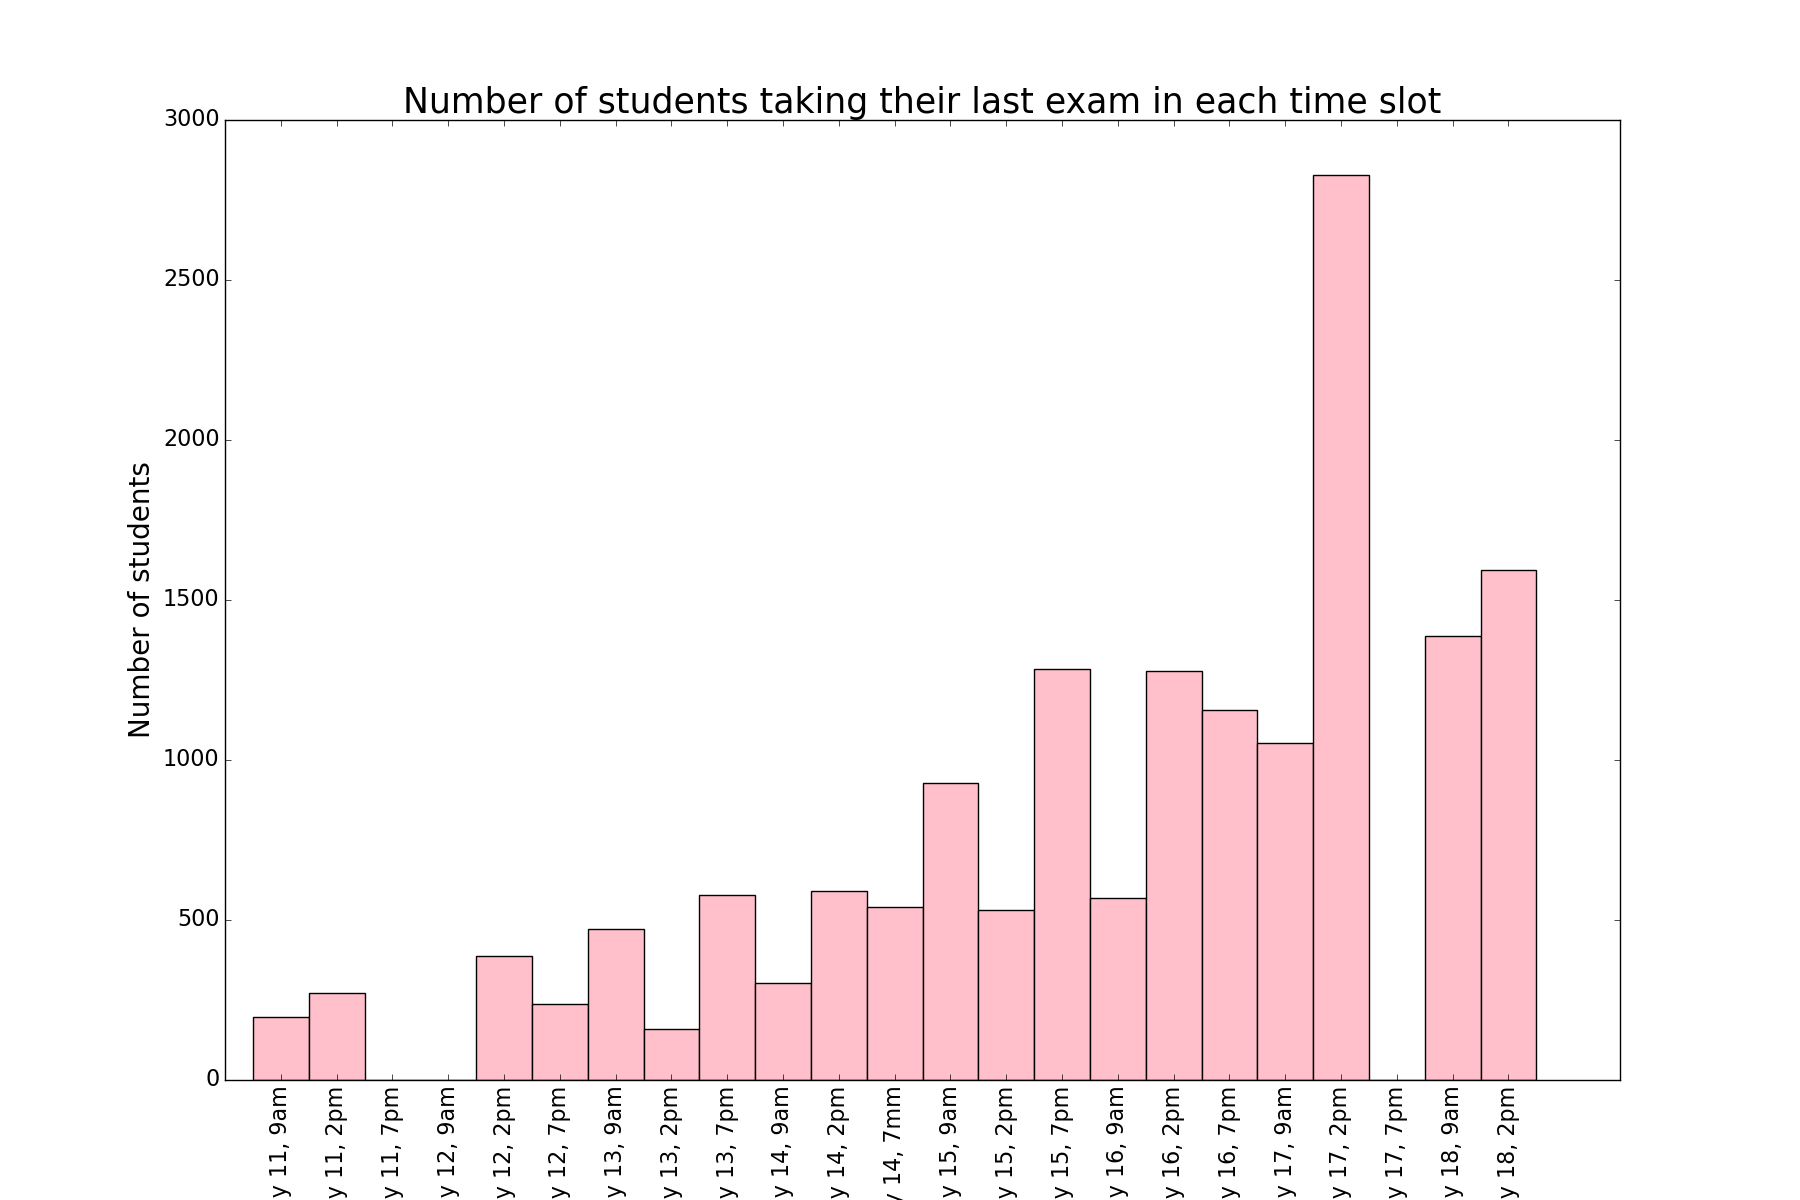 Number of students taking their last exam in each time slot
Number of students
3000
2500
2000
1500
1000
500
0
y 11, 9am
y 11, 2pm
y 11, 7pm
y 12, 9am
y 12, 2pm
y 12, 7pm
y 13, 9am
y 13, 2pm
y 13, 7pm
y 14, 9am
y 14, 2pm
y 14, 7mm
y 15, 9am
y 15, 2pm
y 15, 7pm
y 16, 9am
y 16, 2pm
y 16, 7pm
y 17, 9am
y 17, 2pm
y 17, 7pm
y 18, 9am
y 18, 2pm